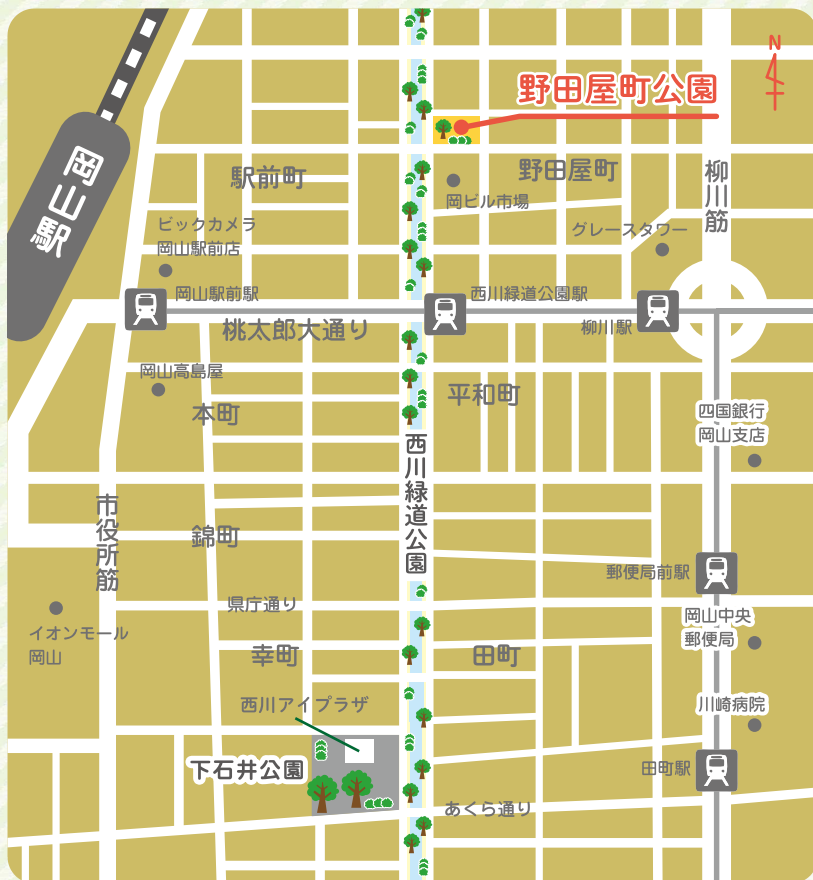 N
野田屋町公園
岡山駅
駅前町
野田屋町
柳川筋
岡ビル市場
ビックカメラ
岡山駅前店
グレースタワー
岡山駅前駅
西川緑道公園駅
柳川駅
桃太郎大通り
岡山高島屋
本町
平和町
四国銀行
岡山支店
西川緑道公園
市役所筋
錦町
郵便局前駅
県庁通り
岡山中央
郵便局
イオンモール
岡山
幸町
田町
西川アイプラザ
川崎病院
下石井公園
田町駅
あくら通り